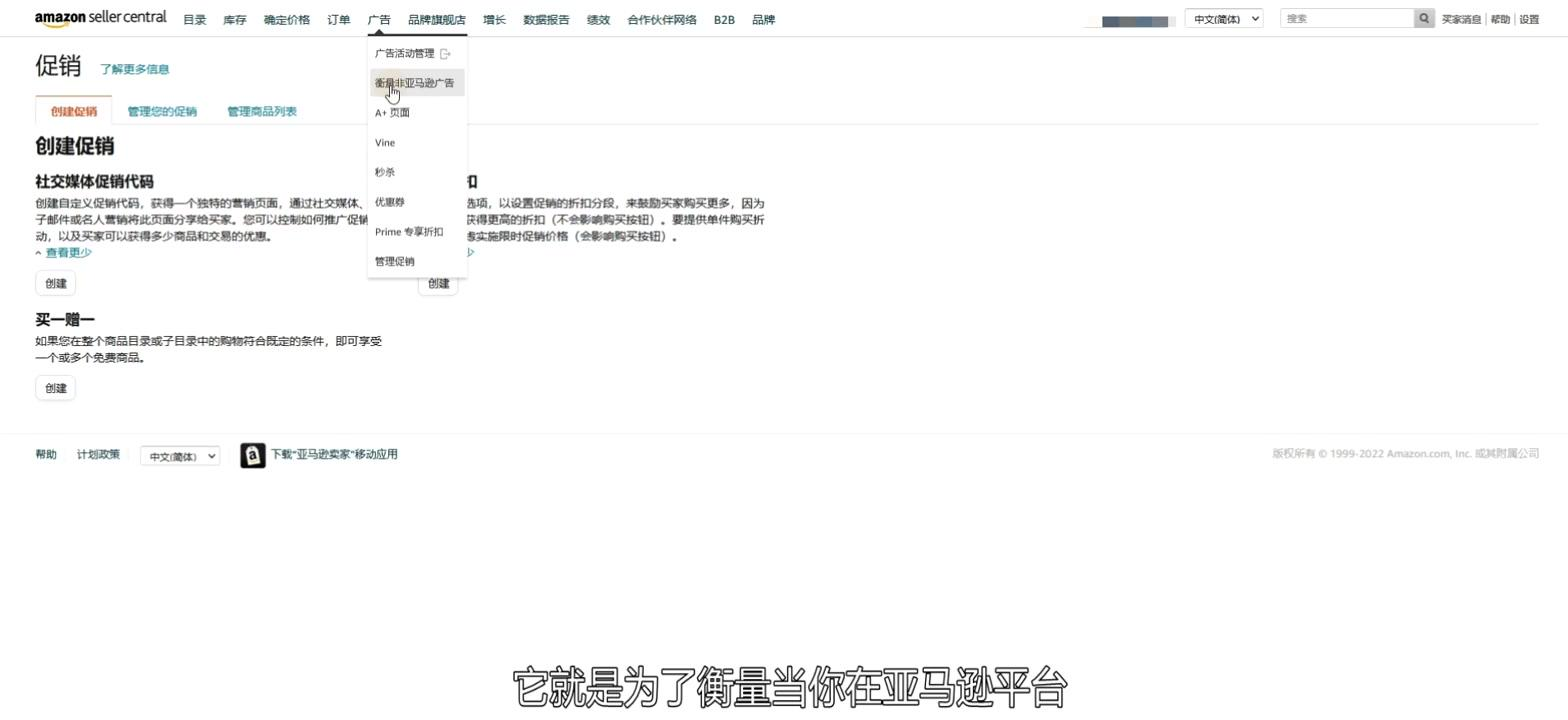 amazon seller central 目录 库存 确定价格 订单 广告 品牌旗舰店 增长 数据报告 绩效 合作伙伴网络 B2B 品牌 中文(简体) 搜索 买家消息 帮助 设置
促销 了解更多信息
创建促销 管理您的促销 管理商品列表
广告活动管理
衡量非亚马逊广告
A+ 页面
Vine
秒杀
优惠券
Prime 专享折扣
管理促销
创建促销
社交媒体促销代码
创建自定义促销代码，获得一个独特的营销页面，通过社交媒体、
子邮件或名人营销将此页面分享给买家。您可以控制如何推广促销
动，以及买家可以获得多少商品和交易的优惠。
查看更少
创建
扣
选项，以设置促销的折扣分段，来鼓励买家购买更多，因为
获得更高的折扣（不会影响购买按钮）。要提供单件购买折
虑实施限时促销价格（会影响购买按钮）。
少
创建
买一赠一
如果您在整个商品目录或子目录中的购物符合既定的条件，即可享受
一个或多个免费商品。
创建
帮助 计划政策 中文(简体) 下载“亚马逊卖家”移动应用 版权所有 © 1999-2022 Amazon.com, Inc. 或其附属公司
它就是为了衡量当你在亚马逊平台